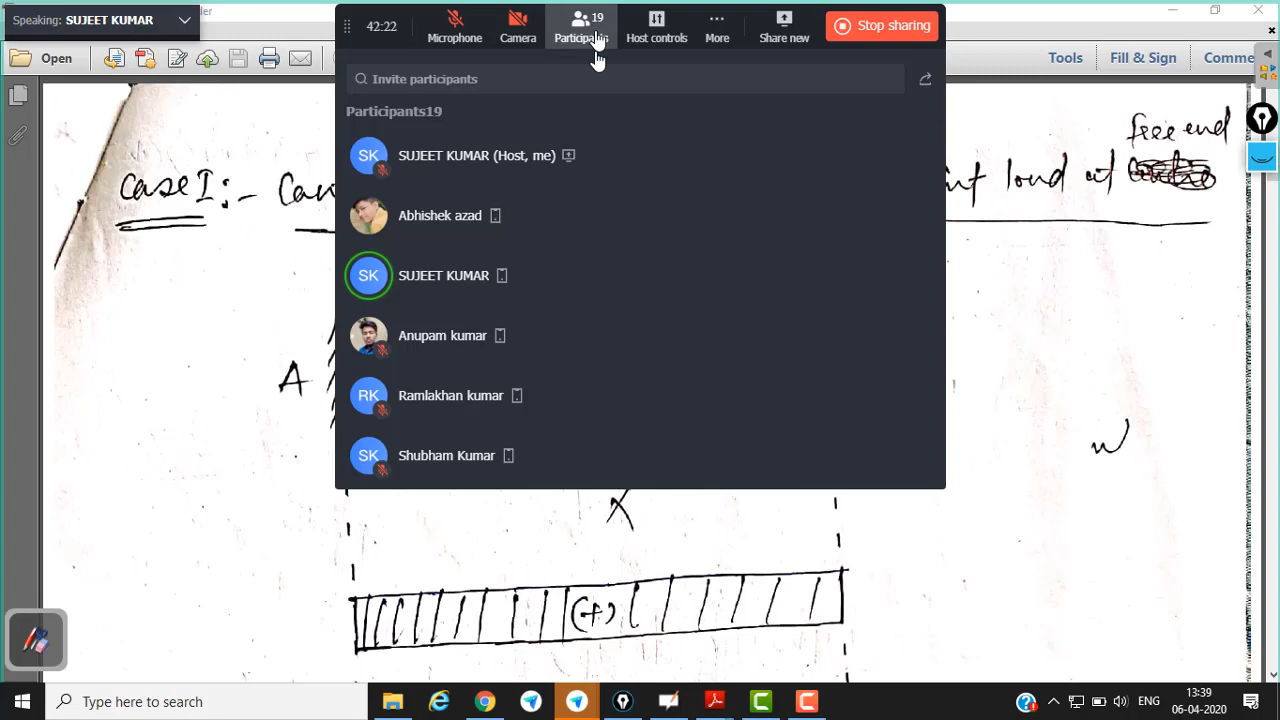 Speaking: SUJEET KUMAR
42:22
19
Microphone
Camera
Participants
Host controls
More
Share new
Stop sharing
Open
Tools
Fill & Sign
Comme
Invite participants
Participants19
SK
SUJEET KUMAR (Host, me)
Abhishek azad
SK
SUJEET KUMAR
Anupam kumar
RK
Ramlakhan kumar
SK
Shubham Kumar
free end
Case I:- Can
load at
A
W
X
(+)
Type here to search
ENG
13:39
06-04-2020